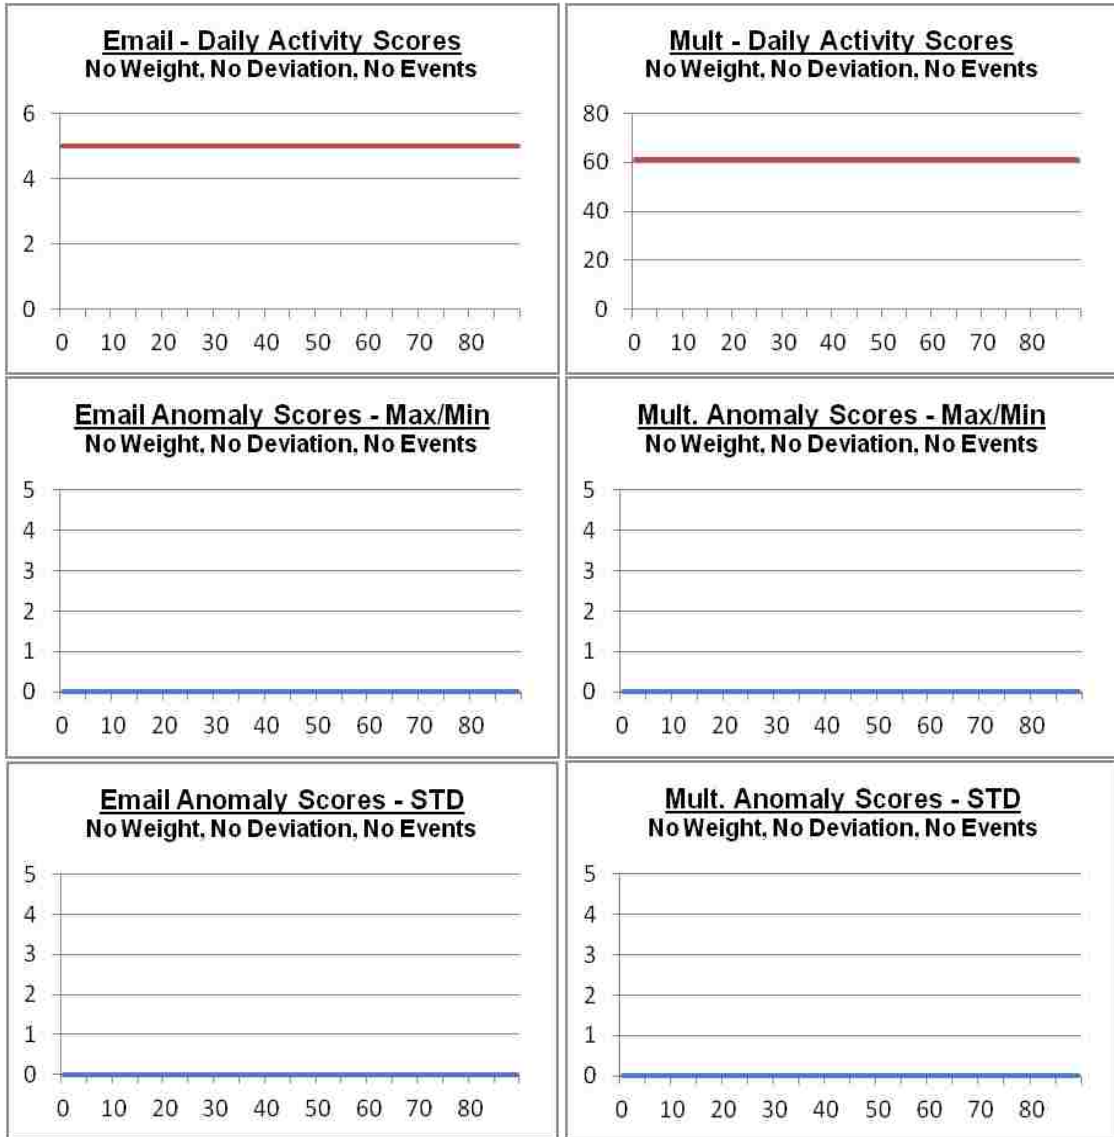 Email - Daily Activity Scores
No Weight, No Deviation, No Events
6
4
2
0
0 10 20 30 40 50 60 70 80
Mult - Daily Activity Scores
No Weight, No Deviation, No Events
80
60
40
20
0
0 10 20 30 40 50 60 70 80
Email Anomaly Scores - Max/Min
No Weight, No Deviation, No Events
5
4
3
2
1
0
0 10 20 30 40 50 60 70 80
Mult. Anomaly Scores - Max/Min
No Weight, No Deviation, No Events
5
4
3
2
1
0
0 10 20 30 40 50 60 70 80
Email Anomaly Scores - STD
No Weight, No Deviation, No Events
5
4
3
2
1
0
0 10 20 30 40 50 60 70 80
Mult. Anomaly Scores - STD
No Weight, No Deviation, No Events
5
4
3
2
1
0
0 10 20 30 40 50 60 70 80